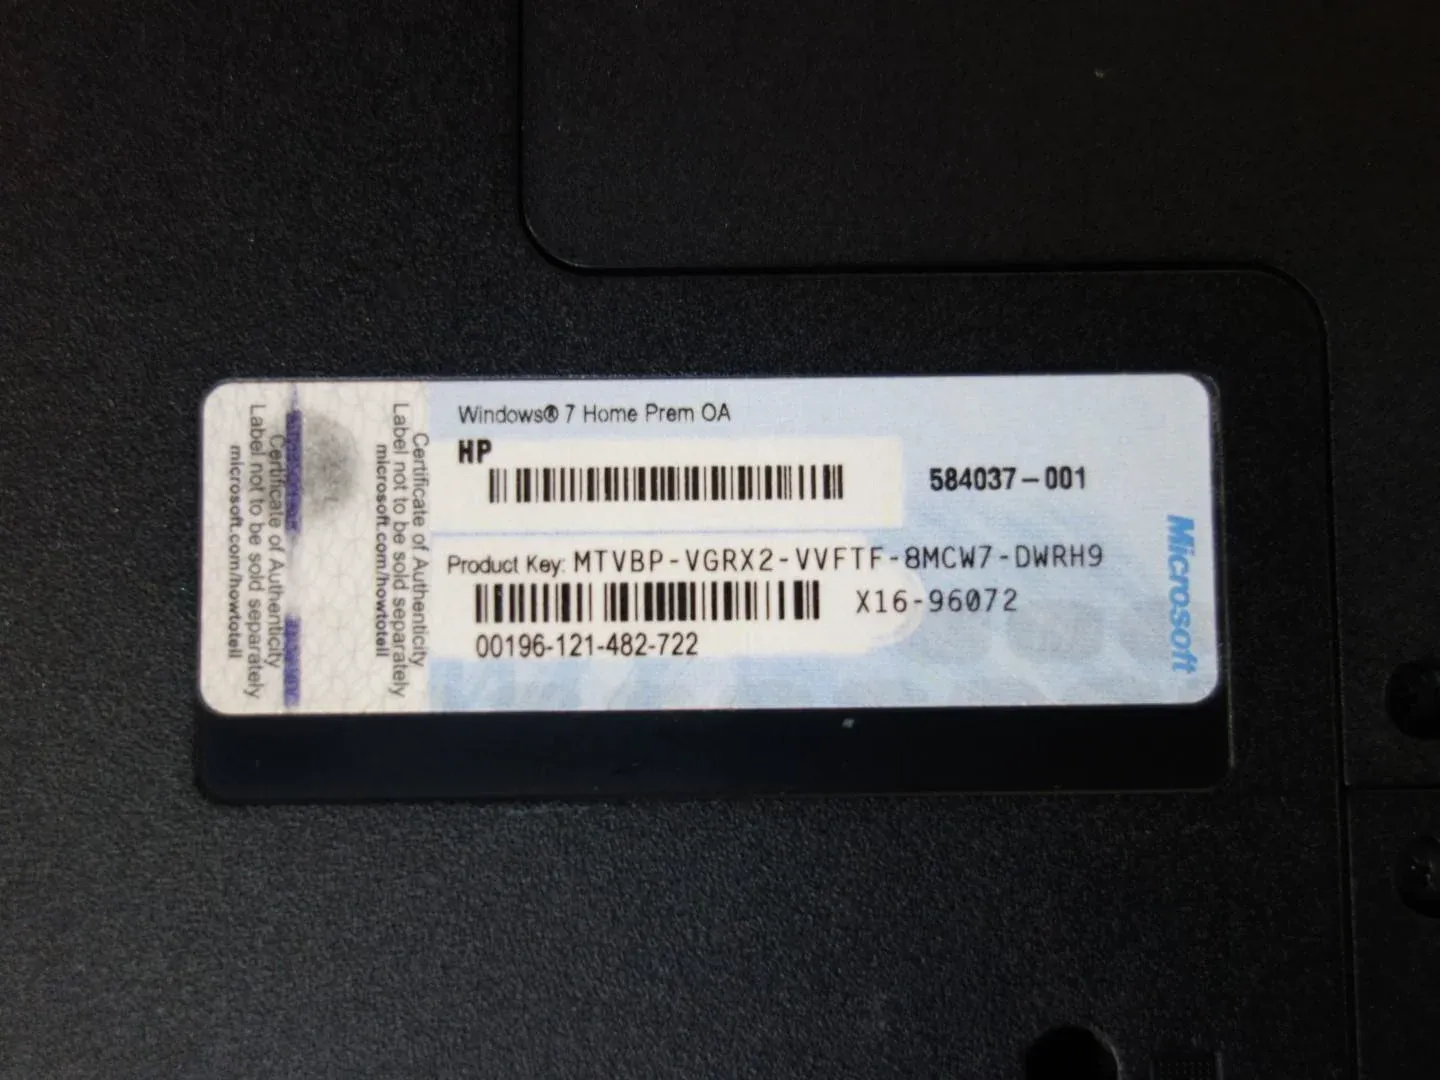 Windows® 7 Home Prem OA
HP
584037-001
Product Key: MTVBP-VGRX2-VVFTF-8MCW7-DWRH9
X16-96072
00196-121-482-722
Microsoft
Certificate of Authenticity
Label not to be sold separately
microsoft.com/howtotell
Certificate of Authenticity
Label not to be sold separately
microsoft.com/howtotell